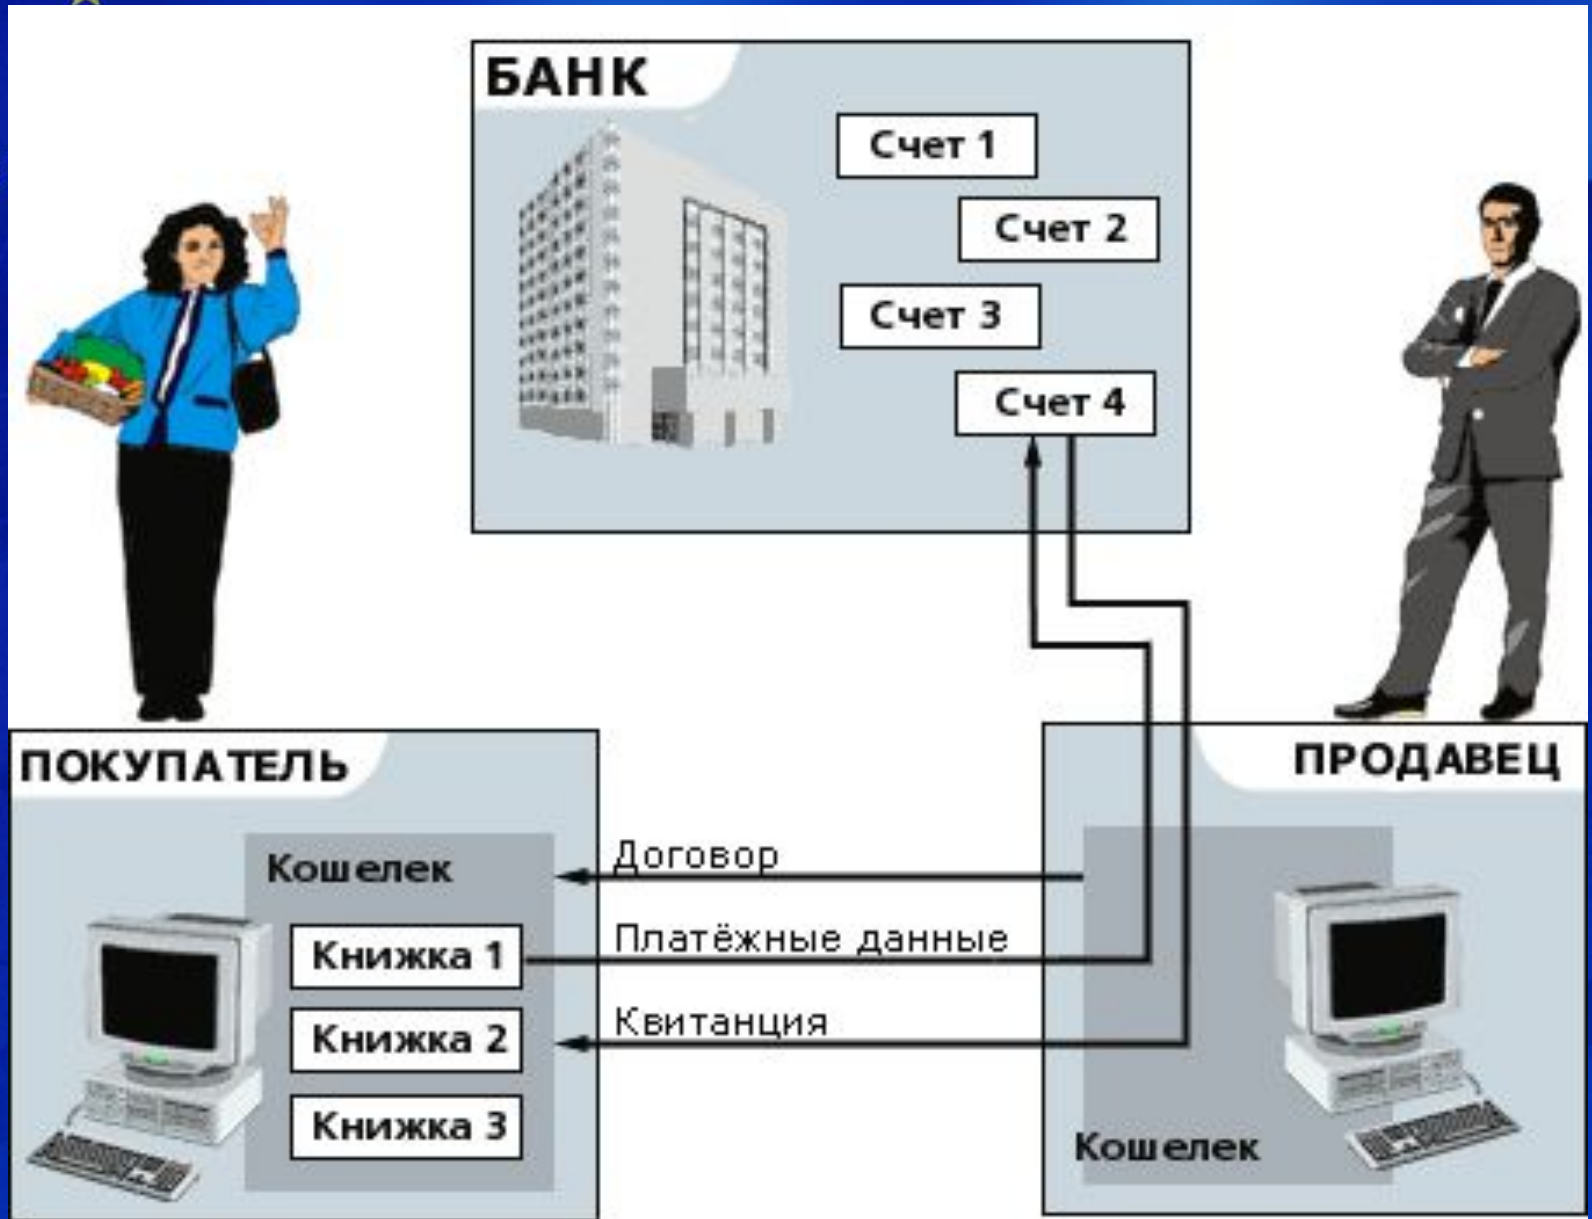 БАНК
Счет 1
Счет 2
Счет 3
Счет 4
ПОКУПАТЕЛЬ
ПРОДАВЕЦ
Кошелек
Договор
Книжка 1
Платёжные данные
Книжка 2
Квитанция
Книжка 3
Кошелек